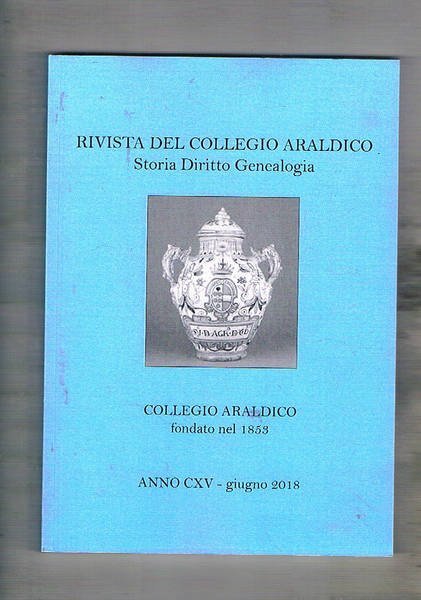 RIVISTA DEL COLLEGIO ARALDICO
Storia Diritto Genealogia
COLLEGIO ARALDICO
fondato nel 1853
ANNO CXV - giugno 2018